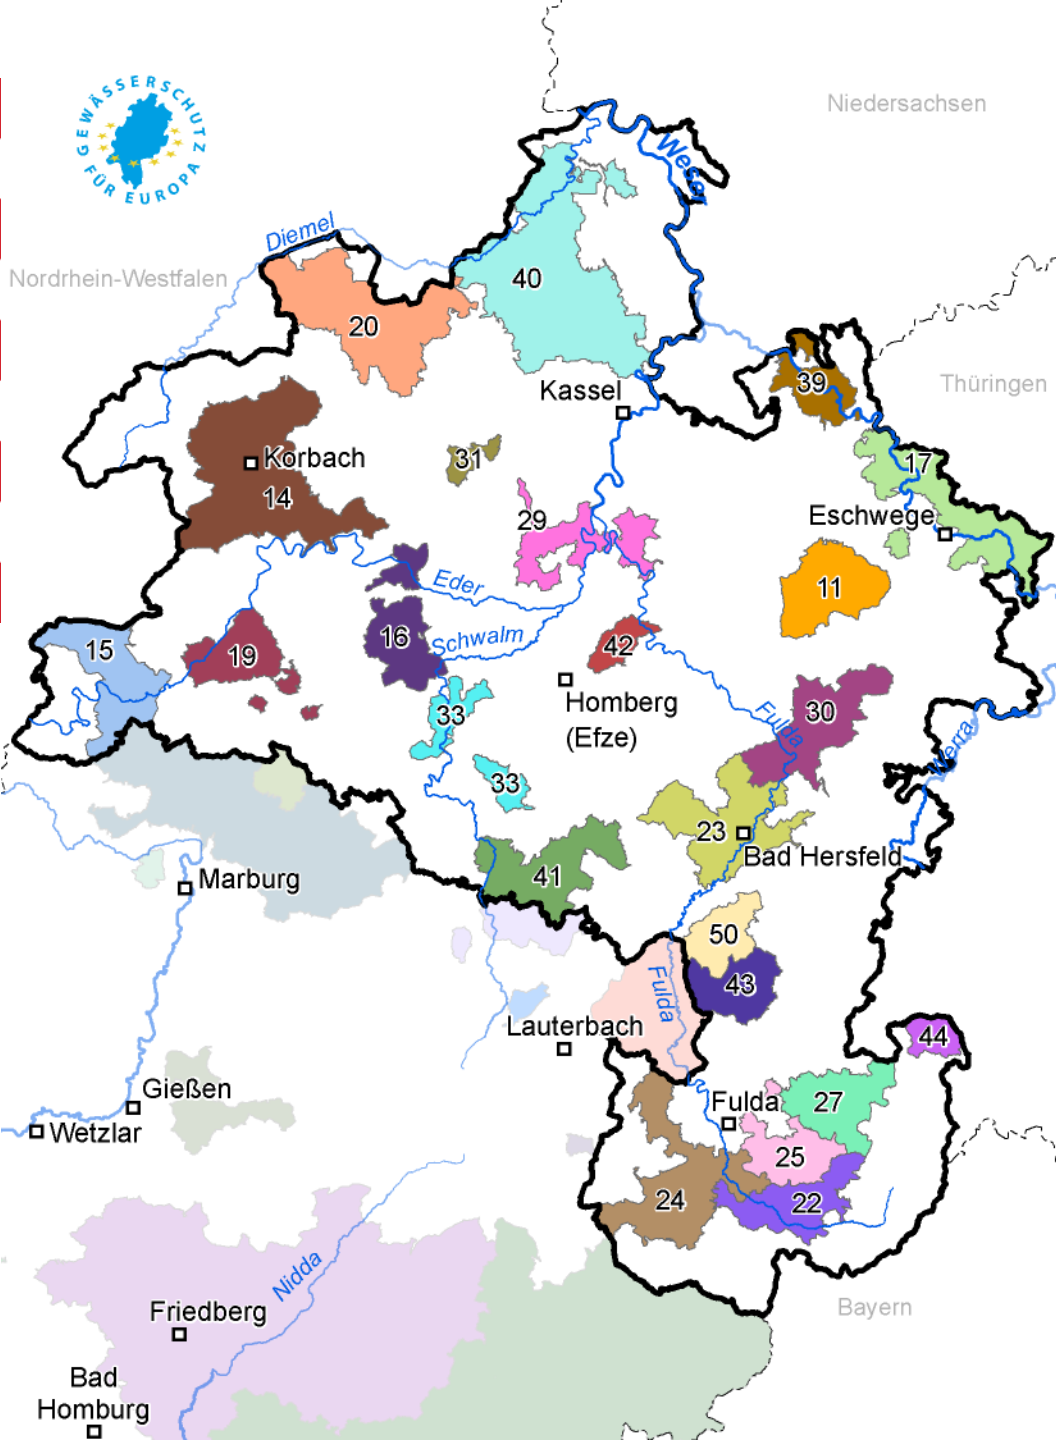 GEWÄSSERSCHUTZ
FÜR EUROPA
Niedersachsen
Weser
Diemel
Nordrhein-Westfalen
40
20
Thüringen
39
Kassel
Korbach
31
17
14
29
Eschwege
Eder
11
16
Schwalm
15
19
42
Homberg
(Efze)
33
Fulda
30
Werra
33
23
Bad Hersfeld
41
Marburg
50
43
Fulda
Lauterbach
44
Gießen
Fulda
27
Wetzlar
25
24
22
Nidda
Friedberg
Bayern
Bad
Homburg